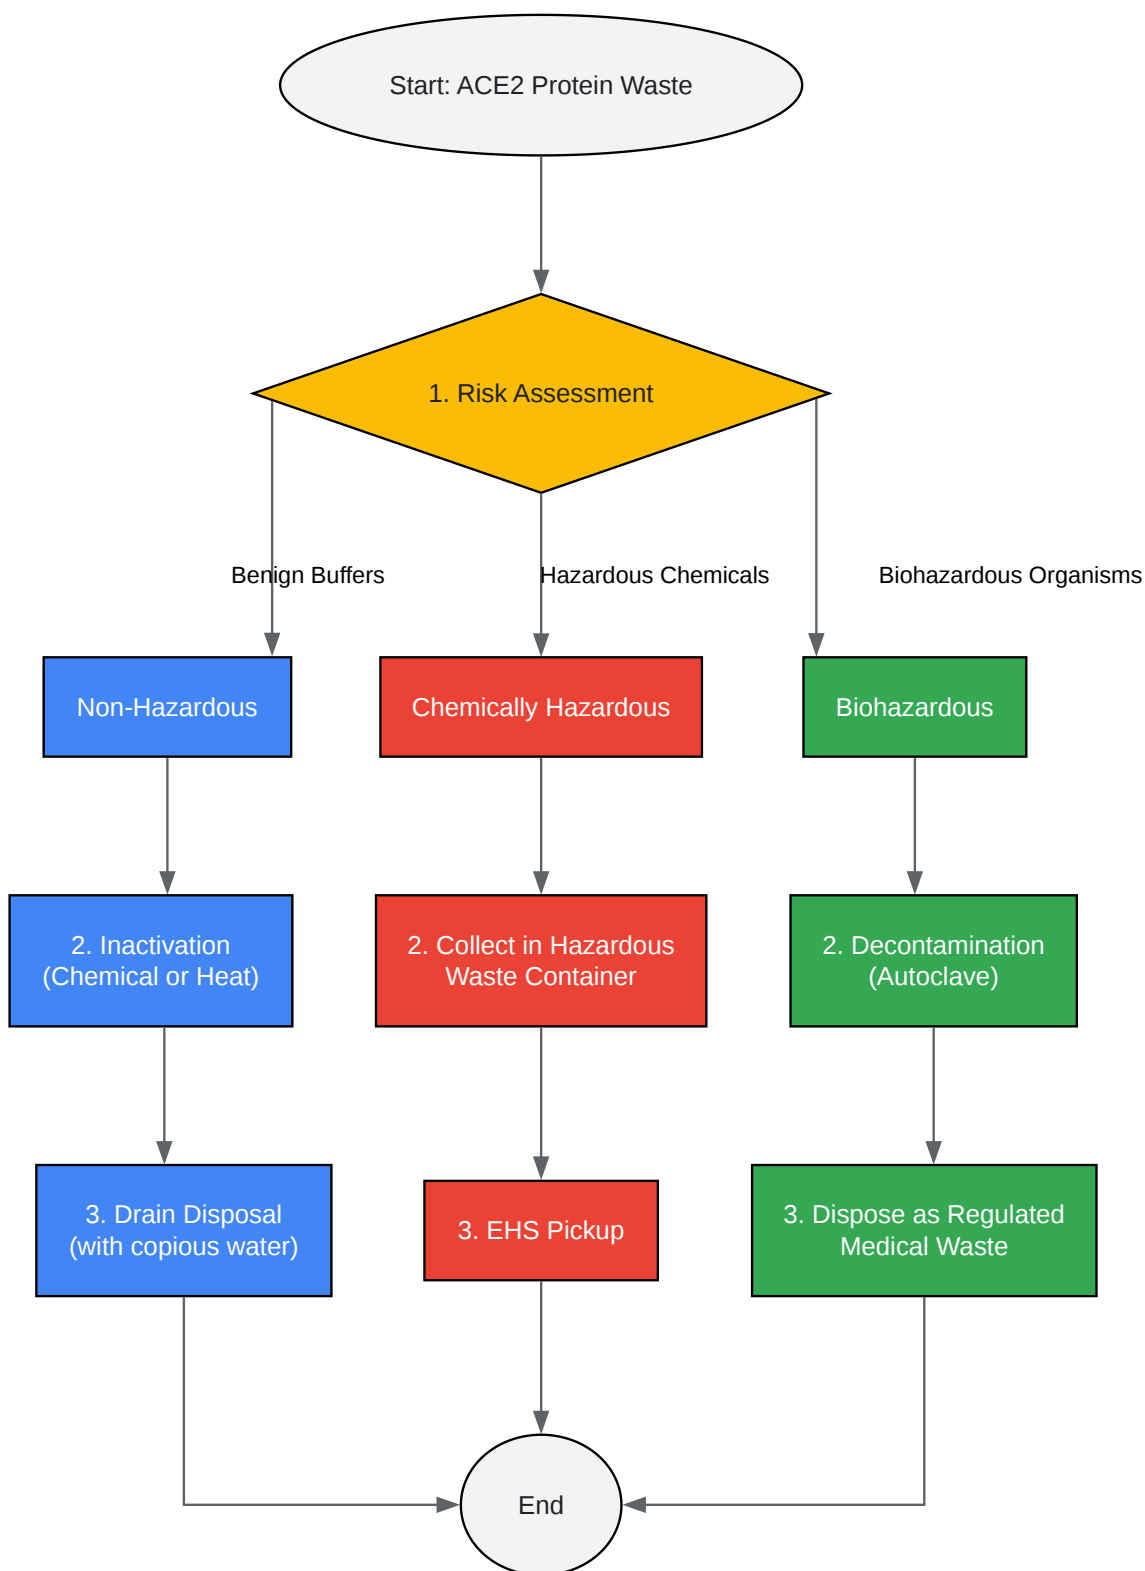 Start: ACE2 Protein Waste
1. Risk Assessment
Benign Buffers
Hazardous Chemicals
Biohazardous Organisms
Non-Hazardous
Chemically Hazardous
Biohazardous
2. Inactivation
(Chemical or Heat)
2. Collect in Hazardous
Waste Container
2. Decontamination
(Autoclave)
3. Drain Disposal
(with copious water)
3. EHS Pickup
3. Dispose as Regulated
Medical Waste
End